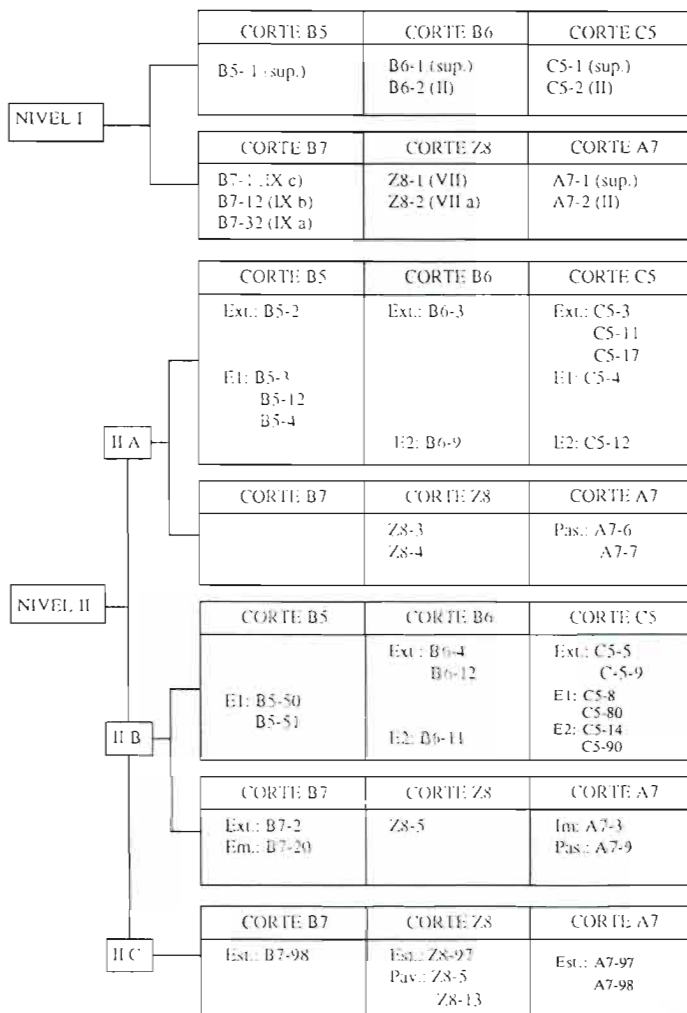 CORTE B5 CORTE B6 CORTE C5
B5-1 (sup.) B6-1 (sup.) C5-1 (sup.)
B6-2 (II) C5-2 (II)
NIVEL I
CORTE B7 CORTE Z8 CORTE A7
(IX c) Z8-1 (VII) A7-1 (sup.)
B7-12 (IX b) Z8-2 (VII a) A7-2 (II)
B7-32 (IX a)
CORTE B5 CORTE B6 CORTE C5
Ext.: B5-2 Ext.: B6-3 Ext.: C5-3
C5-11
C5-17
E1: B5-3 E1: C5-4
B5-12
B5-4
II A E2: B6-9 E2: C5-12
CORTE B7 CORTE Z8 CORTE A7
Z8-3 Pas.: A7-6
Z8-4 A7-7
NIVEL II
CORTE B5 CORTE B6 CORTE C5
Ext.: B6-4 Ext.: C5-5
B6-12 C-5-9
E1: B5-50 E1: C5-8
B5-51 C5-80
II B E2: B6-11 E2: C5-14
C5-90
CORTE B7 CORTE Z8 CORTE A7
Ext.: B7-2 Z8-5 Im: A7-3
Em.: B7-20 Pas.: A7-9
CORTE B7 CORTE Z8 CORTE A7
II C Est.: B7-98 Est.: Z8-97 Est.: A7-97
Pav.: Z8-5 A7-98
Z8-13